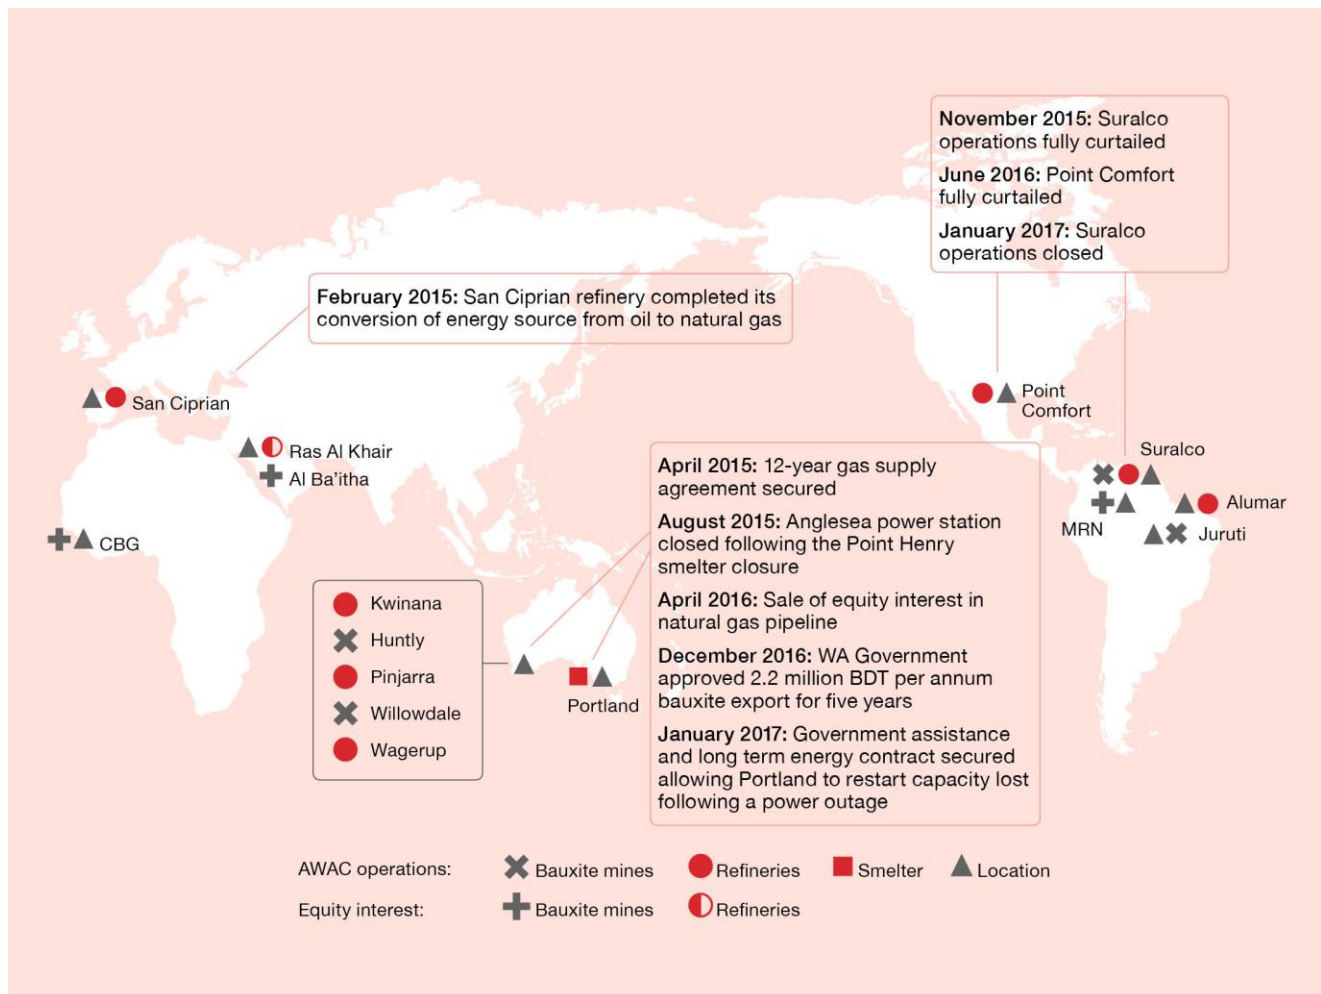 November 2015: Suralco
operations fully curtailed
June 2016: Point Comfort
fully curtailed
January 2017: Suralco
operations closed
February 2015: San Ciprian refinery completed its
conversion of energy source from oil to natural gas
San Ciprian
Ras Al Khair
Al Ba’itha
CBG
Point
Comfort
Suralco
Alumar
MRN
Juruti
April 2015: 12-year gas supply
agreement secured
August 2015: Anglesea power station
closed following the Point Henry
smelter closure
April 2016: Sale of equity interest in
natural gas pipeline
December 2016: WA Government
approved 2.2 million BDT per annum
bauxite export for five years
January 2017: Government assistance
and long term energy contract secured
allowing Portland to restart capacity lost
following a power outage
Kwinana
Huntly
Pinjarra
Willowdale
Wagerup
Portland
AWAC operations: Bauxite mines Refineries Smelter Location
Equity interest: Bauxite mines Refineries